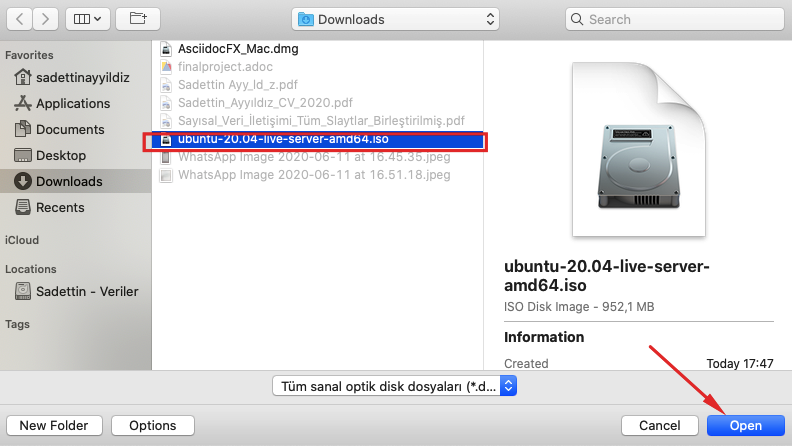 Downloads
Search
Favorites
sadettinayyildiz
Applications
Documents
Desktop
Downloads
Recents
iCloud
Locations
Sadettin - Veriler
Tags
AsciidocFX_Mac.dmg
finalproject.adoc
Sadettin Ayy_ld_z.pdf
Sadettin_Ayyıldız_CV_2020.pdf
Sayısal_Veri_İletişimi_Tüm_Slaytlar_Birleştirilmiş.pdf
ubuntu-20.04-live-server-amd64.iso
WhatsApp Image 2020-06-11 at 16.45.35.jpeg
WhatsApp Image 2020-06-11 at 16.51.18.jpeg
ubuntu-20.04-live-server-
amd64.iso
ISO Disk Image - 952,1 MB
Information
Created Today 17:47
Tüm sanal optik disk dosyaları (*.d...
New Folder
Options
Cancel
Open